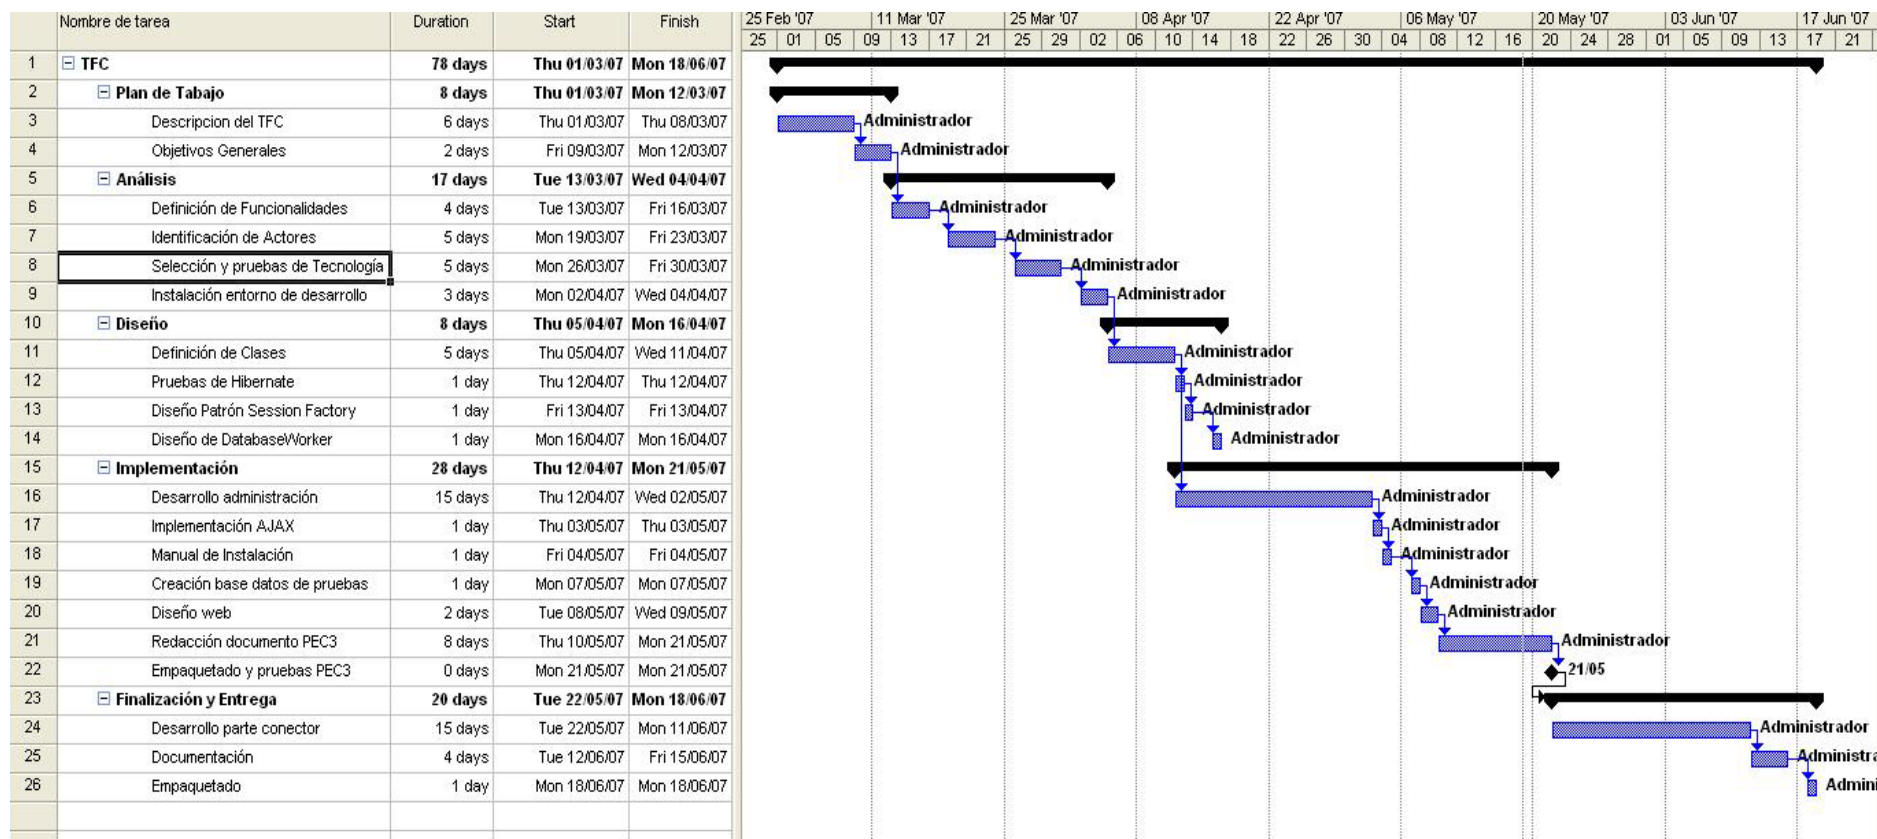 Nombre de tarea Duration Start Finish 25 Feb '07 11 Mar '07 25 Mar '07 08 Apr '07 22 Apr '07 06 May '07 20 May '07 03 Jun '07 17 Jun '07
25 01 05 09 13 17 21 25 29 02 06 10 14 18 22 26 30 04 08 12 16 20 24 28 01 05 09 13 17 21
1 TFC 78 days Thu 01/03/07 Mon 18/06/07
2 Plan de Tabajo 8 days Thu 01/03/07 Mon 12/03/07
3 Descripcion del TFC 6 days Thu 01/03/07 Thu 08/03/07 Administrador
4 Objetivos Generales 2 days Fri 09/03/07 Mon 12/03/07 Administrador
5 Análisis 17 days Tue 13/03/07 Wed 04/04/07
6 Definición de Funcionalidades 4 days Tue 13/03/07 Fri 16/03/07 Administrador
7 Identificación de Actores 5 days Mon 19/03/07 Fri 23/03/07 Administrador
8 Selección y pruebas de Tecnología 5 days Mon 26/03/07 Fri 30/03/07 Administrador
9 Instalación entorno de desarrollo 3 days Mon 02/04/07 Wed 04/04/07 Administrador
10 Diseño 8 days Thu 05/04/07 Mon 16/04/07
11 Definición de Clases 5 days Thu 05/04/07 Wed 11/04/07 Administrador
12 Pruebas de Hibernate 1 day Thu 12/04/07 Thu 12/04/07 Administrador
13 Diseño Patrón Session Factory 1 day Fri 13/04/07 Fri 13/04/07 Administrador
14 Diseño de DatabaseWorker 1 day Mon 16/04/07 Mon 16/04/07 Administrador
15 Implementación 28 days Thu 12/04/07 Mon 21/05/07
16 Desarrollo administración 15 days Thu 12/04/07 Wed 02/05/07 Administrador
17 Implementación AJAX 1 day Thu 03/05/07 Thu 03/05/07 Administrador
18 Manual de Instalación 1 day Fri 04/05/07 Fri 04/05/07 Administrador
19 Creación base datos de pruebas 1 day Mon 07/05/07 Mon 07/05/07 Administrador
20 Diseño web 2 days Tue 08/05/07 Wed 09/05/07 Administrador
21 Redacción documento PEC3 8 days Thu 10/05/07 Mon 21/05/07 Administrador
22 Empaquetado y pruebas PEC3 0 days Mon 21/05/07 Mon 21/05/07 21/05
23 Finalización y Entrega 20 days Tue 22/05/07 Mon 18/06/07
24 Desarrollo parte conector 15 days Tue 22/05/07 Mon 11/06/07 Administrador
25 Documentación 4 days Tue 12/06/07 Fri 15/06/07 Administra
26 Empaquetado 1 day Mon 18/06/07 Mon 18/06/07 Admini